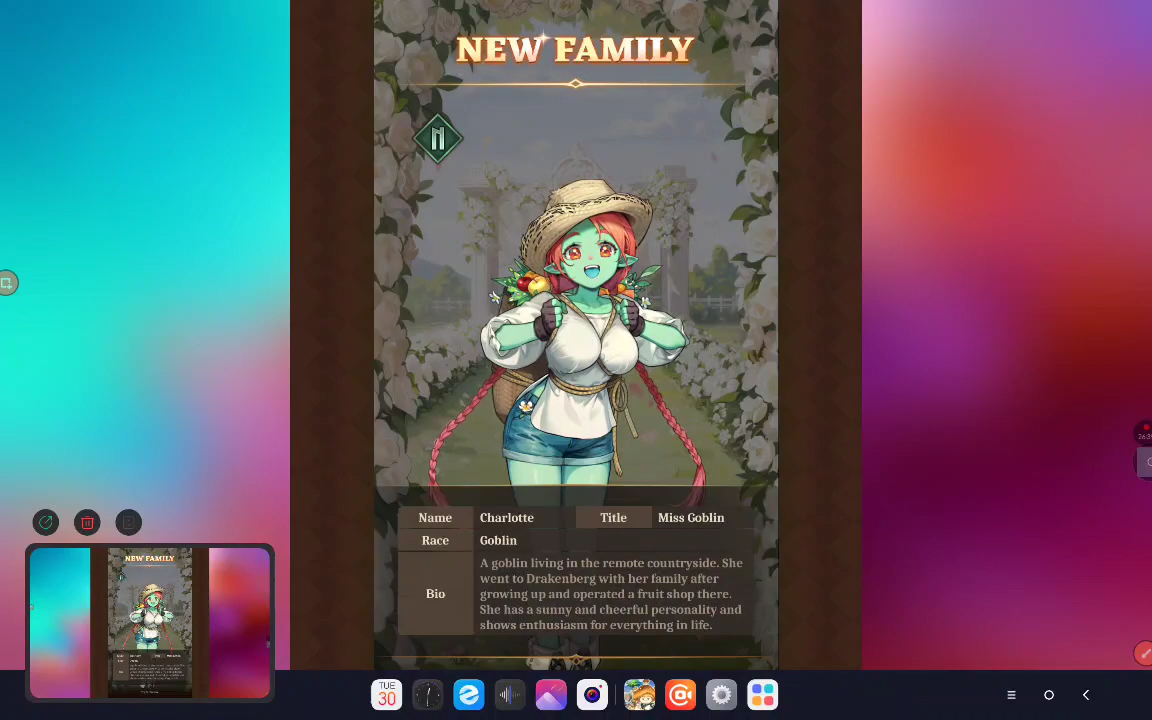 NEW FAMILY
Name Charlotte Title Miss Goblin
Race Goblin
Bio
A goblin living in the remote countryside. She
went to Drakenberg with her family after
growing up and operated a fruit shop there.
She has a sunny and cheerful personality and
shows enthusiasm for everything in life.
NEW FAMILY
TUE
30